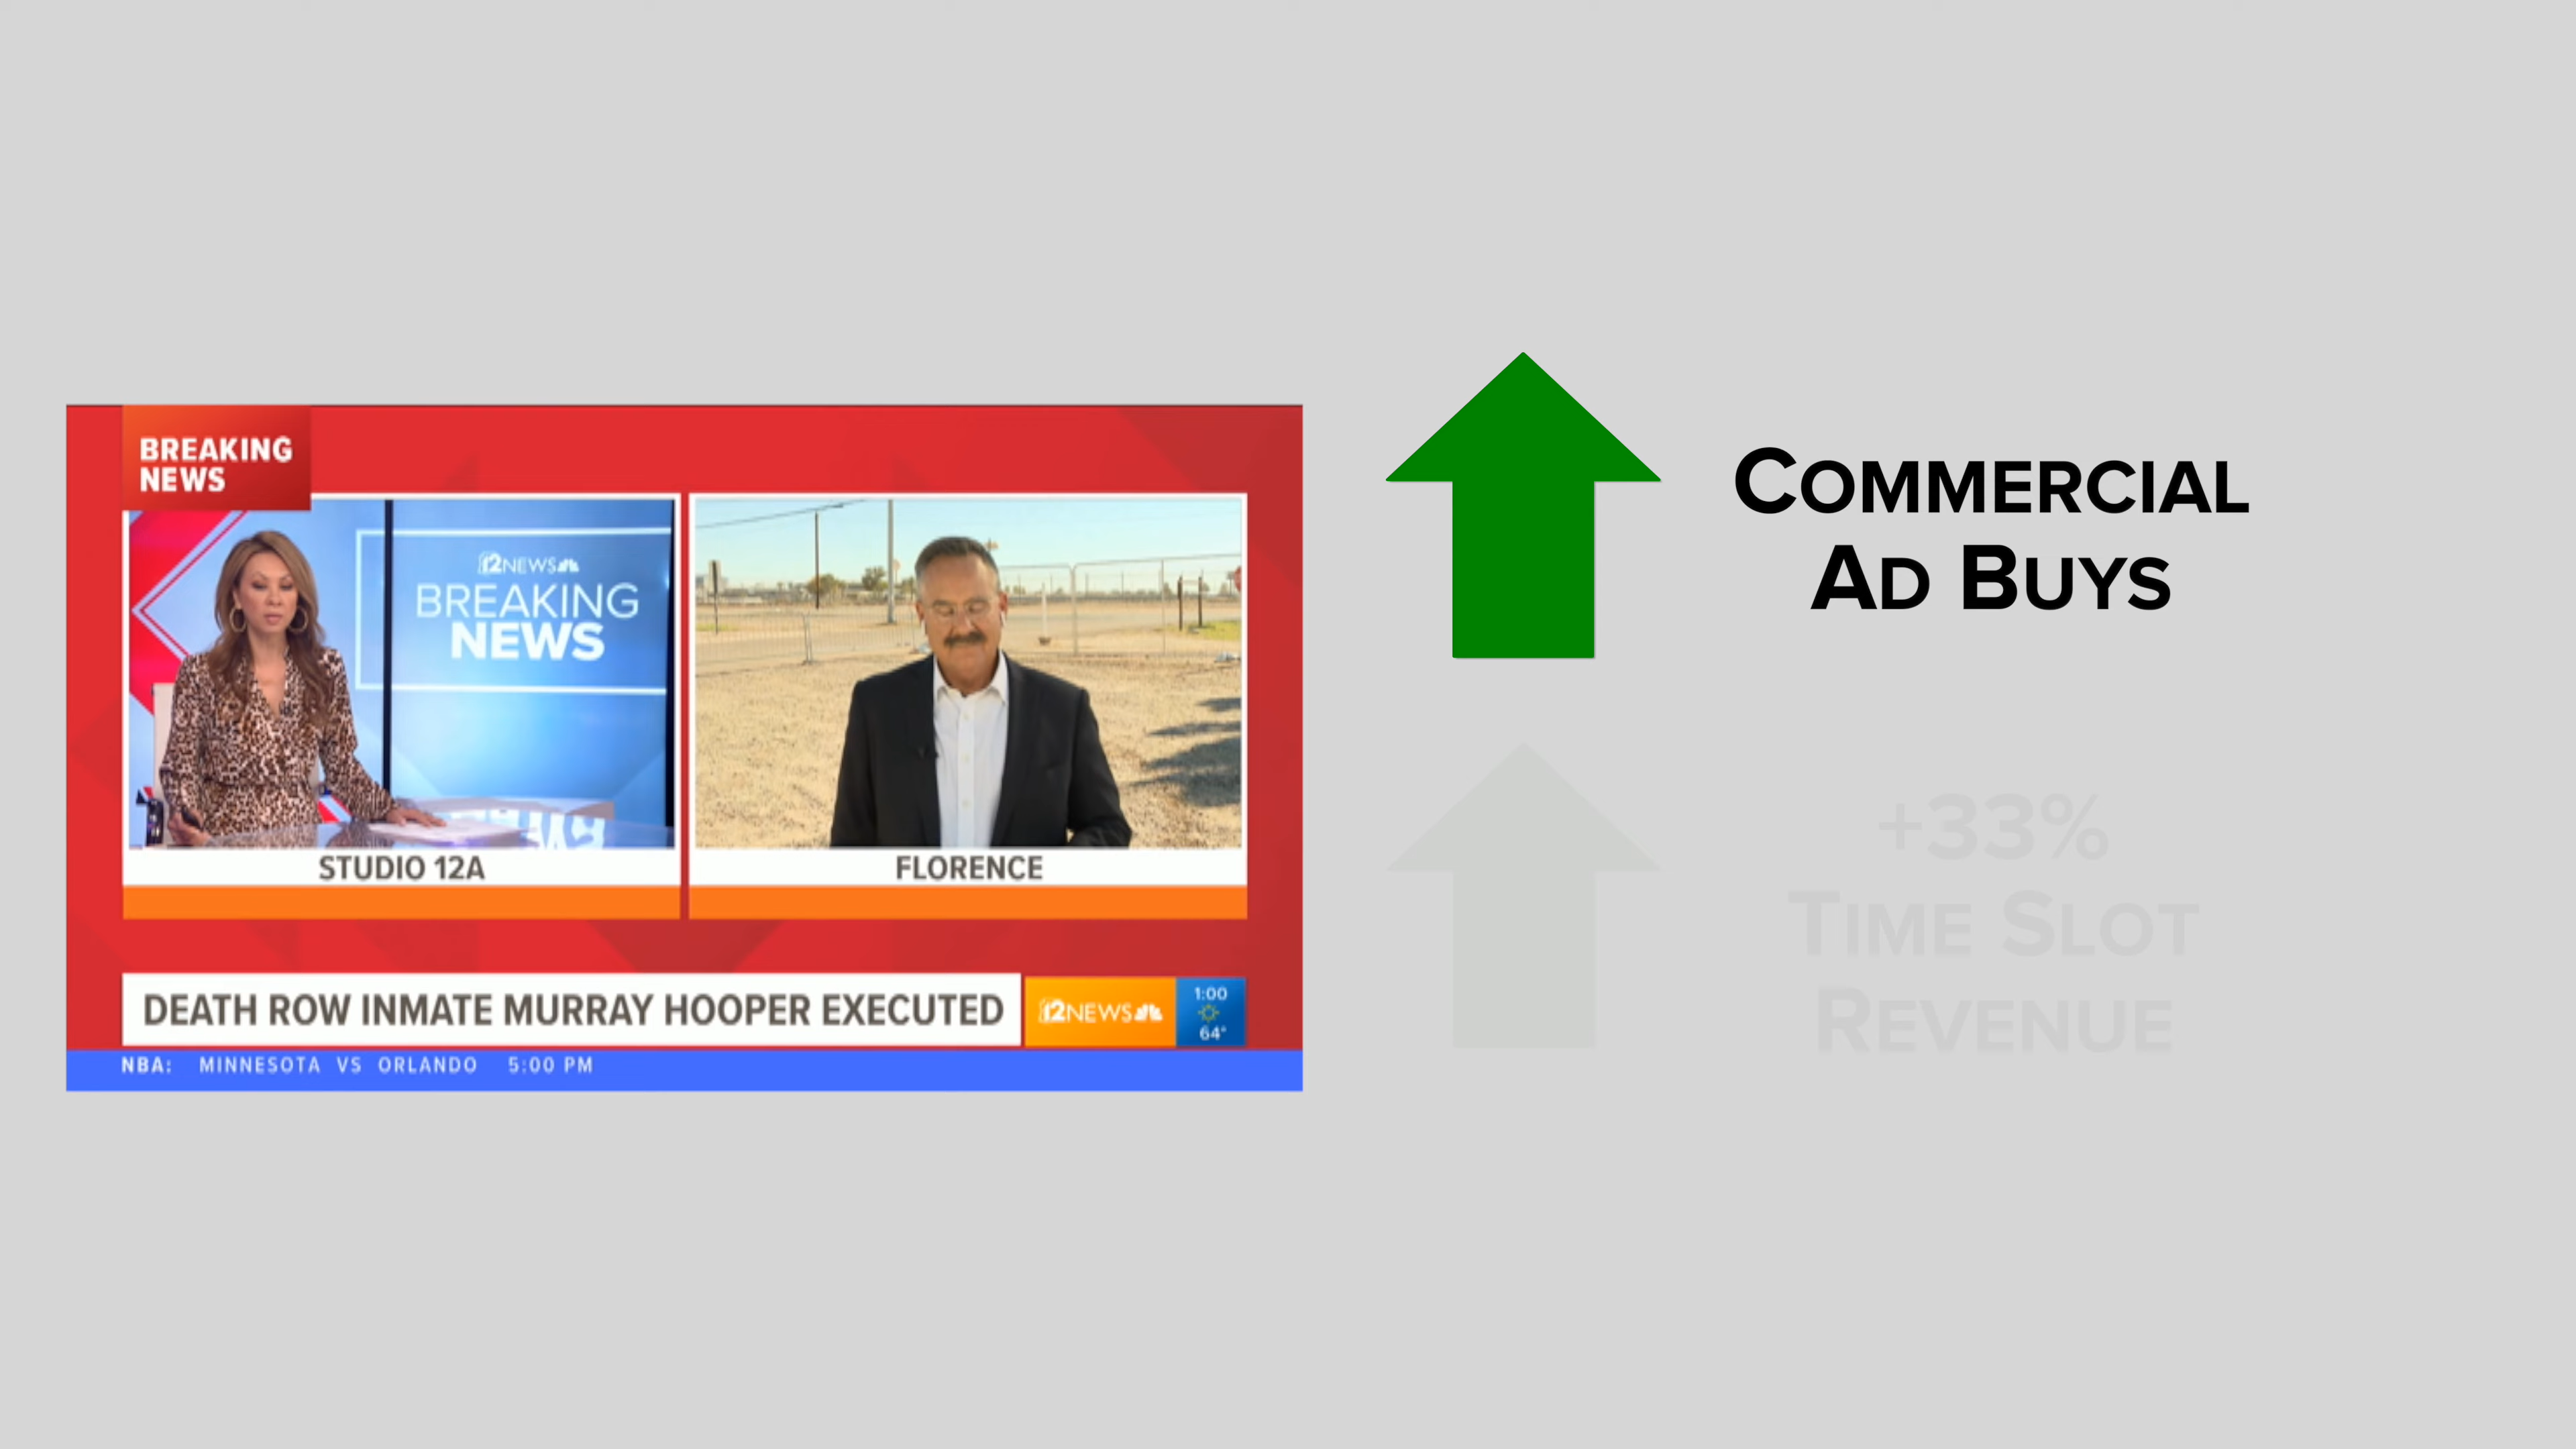 BREAKING
NEWS
12NEWS
BREAKING
NEWS
STUDIO 12A
FLORENCE
DEATH ROW INMATE MURRAY HOOPER EXECUTED
12NEWS
1:00
64°
NBA: MINNESOTA VS ORLANDO 5:00 PM
COMMERCIAL
AD BUYS
+33%
TIME SLOT
REVENUE